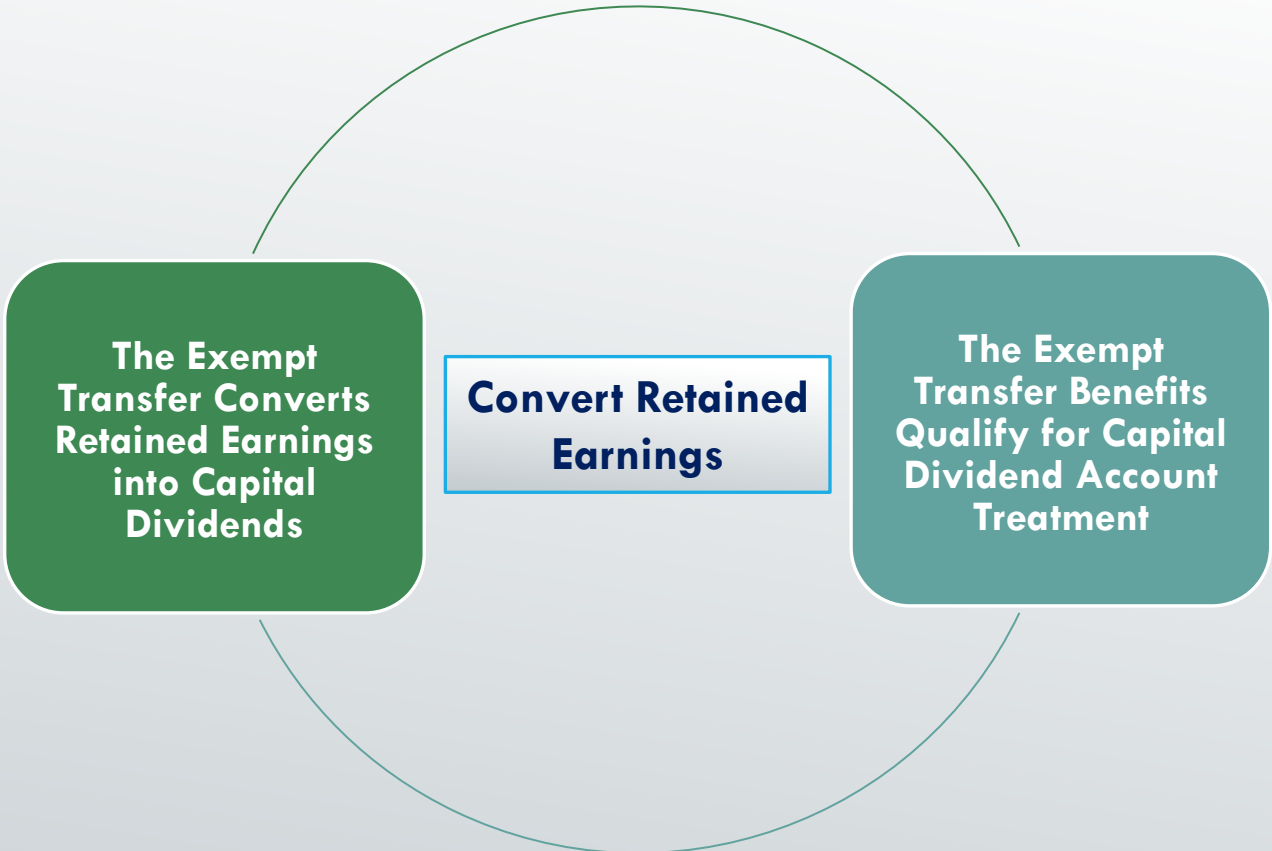 The Exempt
Transfer Converts
Retained Earnings
into Capital
Dividends
Convert Retained
Earnings
The Exempt
Transfer Benefits
Qualify for Capital
Dividend Account
Treatment